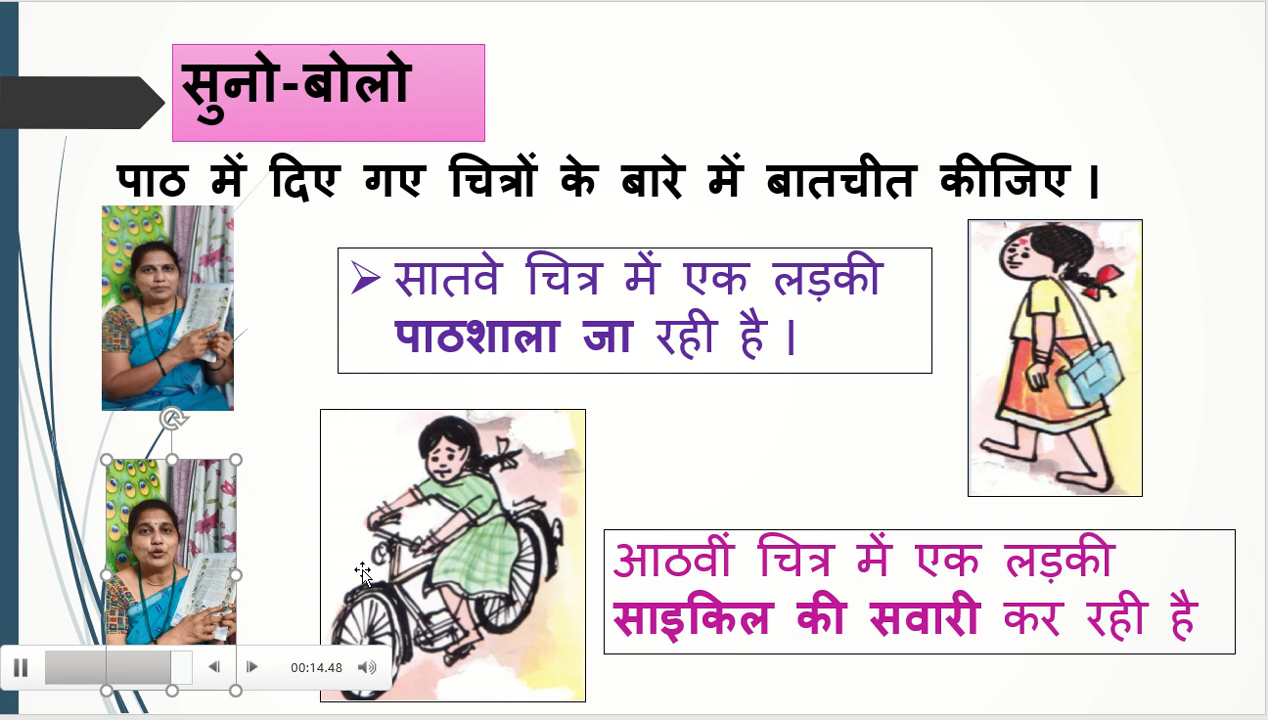 सुनो-बोलो
पाठ में दिए गए चित्रों के बारे में बातचीत कीजिए ।
➢ सातवे चित्र में एक लड़की
पाठशाला जा रही है ।
आठवीं चित्र में एक लड़की
साइकिल की सवारी कर रही है
00:14.48